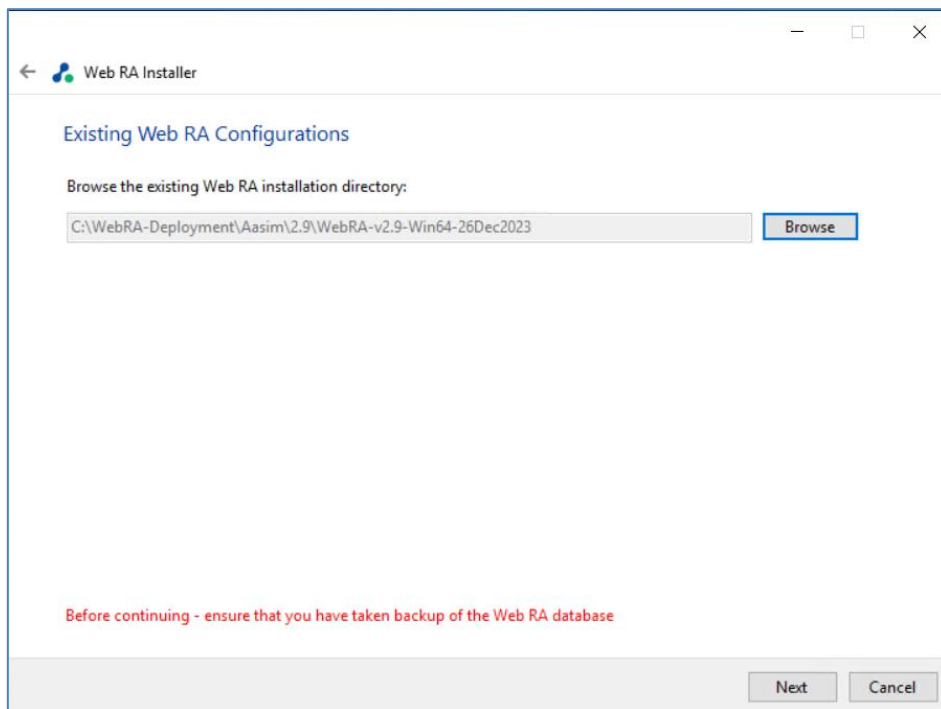 Web RA Installer
Existing Web RA Configurations
Browse the existing Web RA installation directory:
C:\WebRA-Deployment\Aasim\2.9\WebRA-v2.9-Win64-26Dec2023
Browse
Before continuing - ensure that you have taken backup of the Web RA database
Next
Cancel